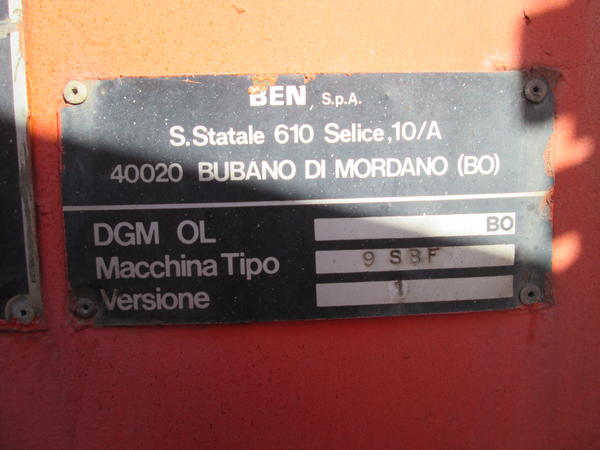 BEN S.p.A.
S.Statale 610 Selice,10/A
40020 BUBANO DI MORDANO (BO)
DGM OL BO
Macchina Tipo 9 SBF
Versione 1